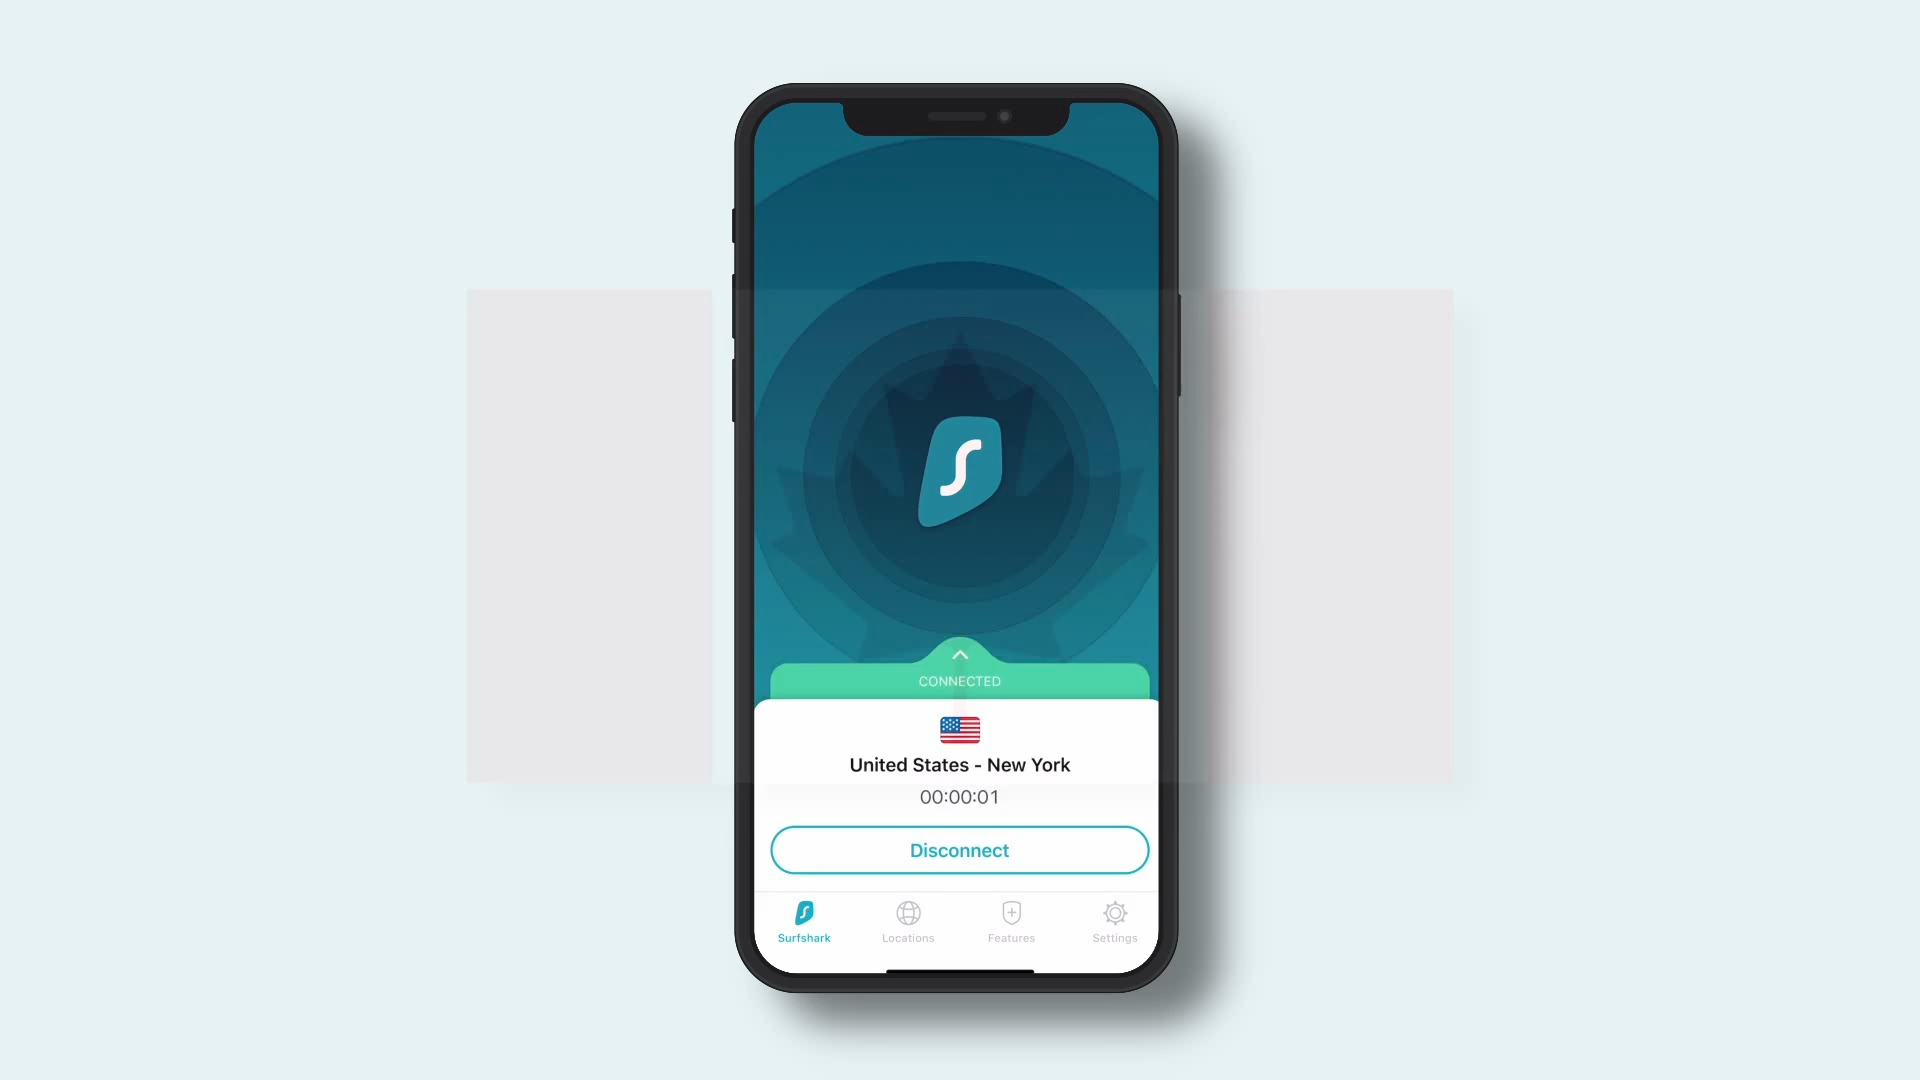 CONNECTED
United States - New York
00:00:01
Disconnect
Surfshark Locations Features Settings